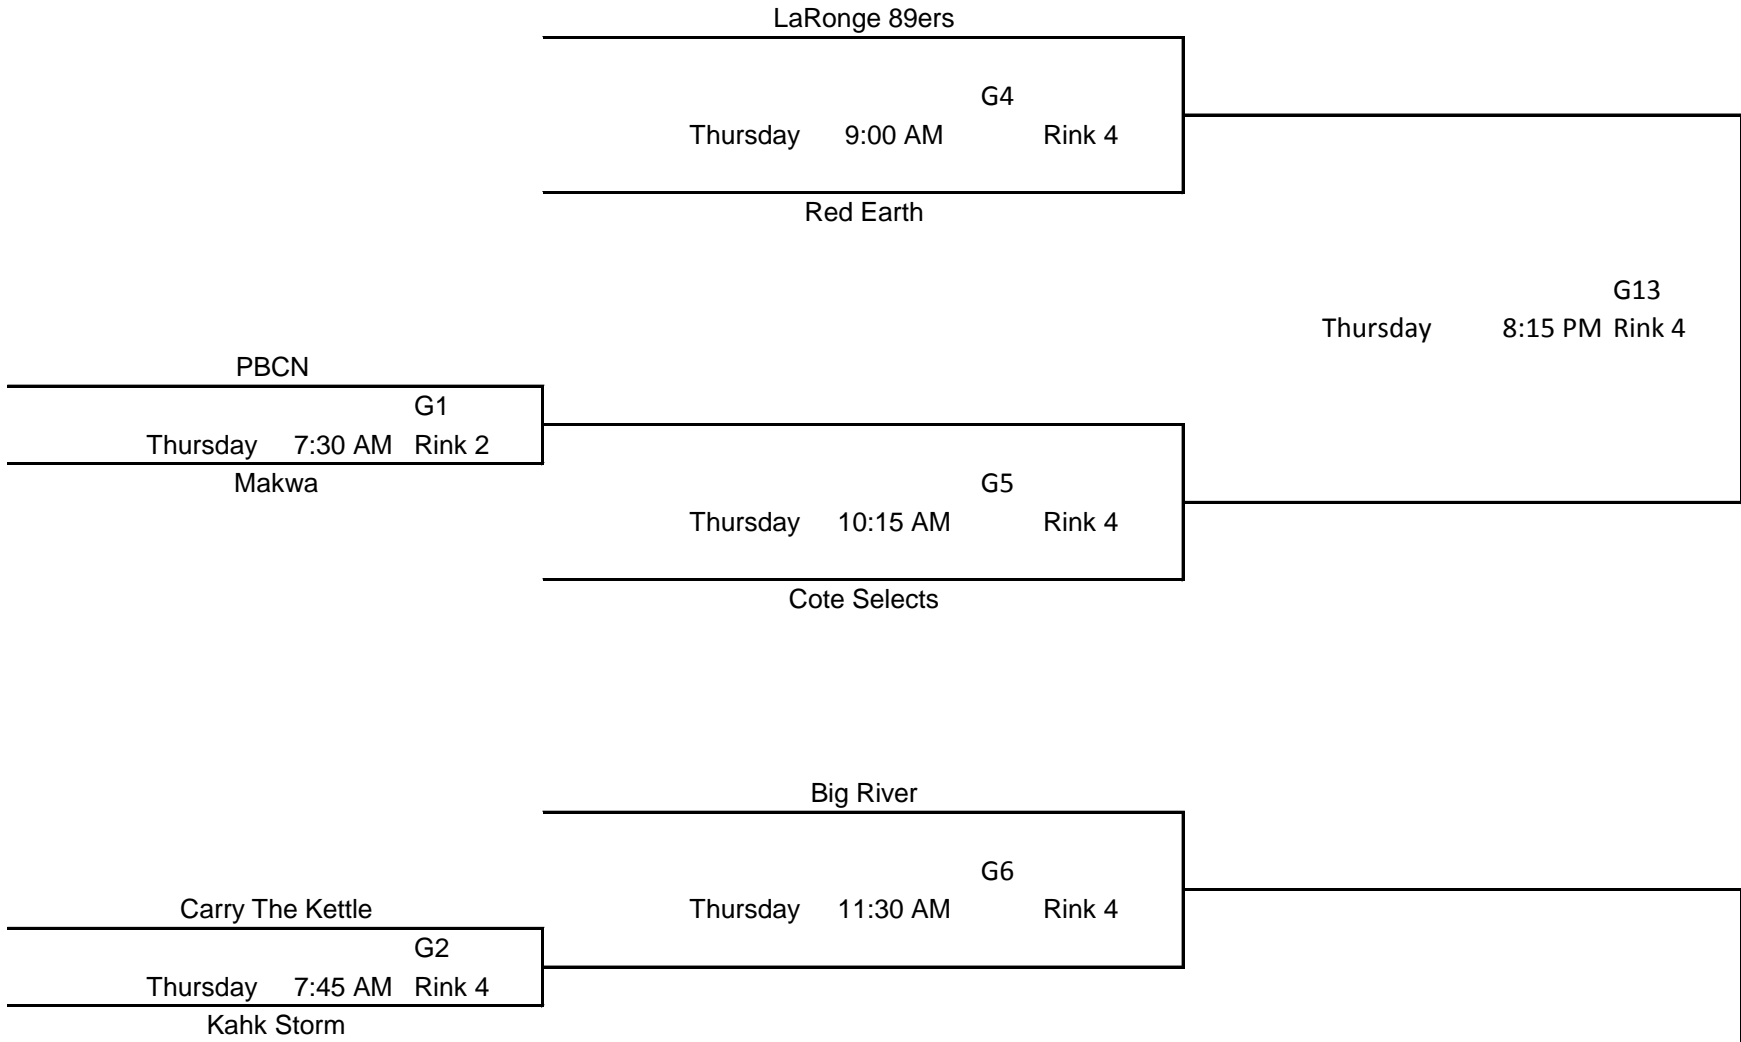 LaRonge 89ers
G4
Thursday 9:00 AM Rink 4
Red Earth
G13
Thursday 8:15 PM Rink 4
PBCN
G1
Thursday 7:30 AM Rink 2
Makwa
G5
Thursday 10:15 AM Rink 4
Cote Selects
Big River
G6
Thursday 11:30 AM Rink 4
Carry The Kettle
G2
Thursday 7:45 AM Rink 4
Kahk Storm